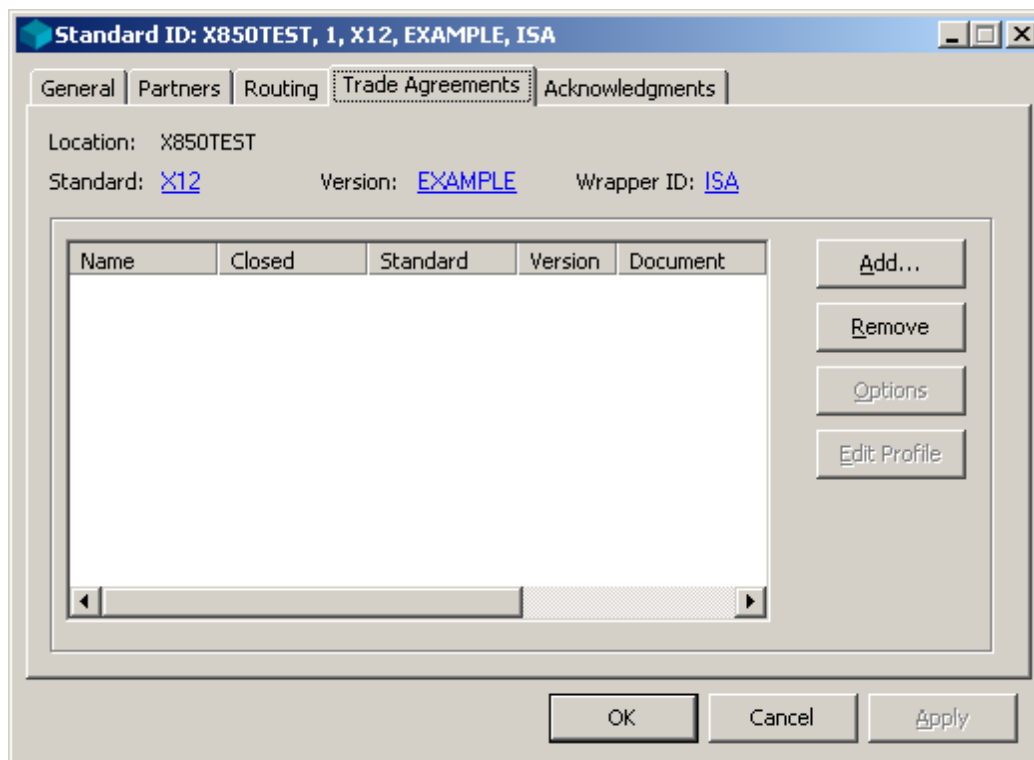 Standard ID: X850TEST, 1, X12, EXAMPLE, ISA
General Partners Routing Trade Agreements Acknowledgments
Location: X850TEST
Standard: X12 Version: EXAMPLE Wrapper ID: ISA
Name Closed Standard Version Document
Add...
Remove
Options
Edit Profile
OK Cancel Apply